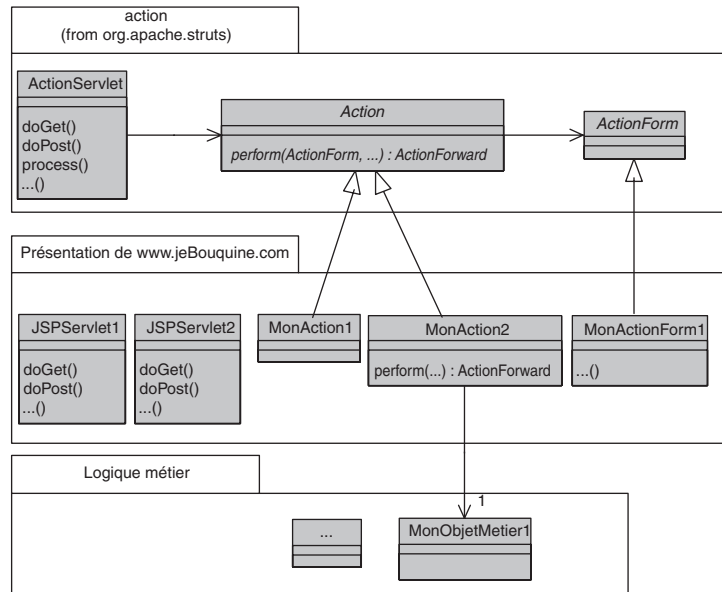 action
(from org.apache.struts)
ActionServlet
doGet()
doPost()
process()
...()
Action
perform(ActionForm, ...) : ActionForward
ActionForm
Présentation de www.jeBouquine.com
JSPServlet1
doGet()
doPost()
...()
JSPServlet2
doGet()
doPost()
...()
MonAction1
MonAction2
perform(...) : ActionForward
MonActionForm1
...()
Logique métier
1
...
MonObjetMetier1